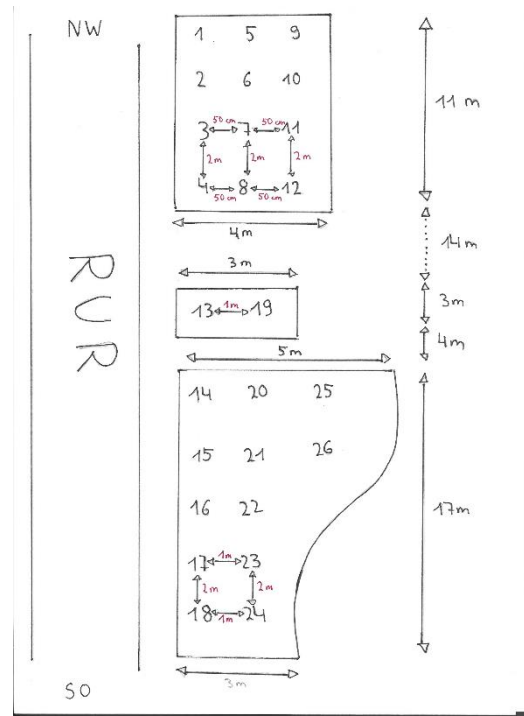 NW
1 5 9
2 6 10
50 cm 50 cm
3 7 11
2m 2m 2m
4 8 12
50 cm 50 cm
4m
11 m
14m
3m
13 1m 19
3m
4m
5m
RUR
14 20 25
15 21 26
16 22
17 1m 23
2m 2m
18 1m 24
17m
3m
SO